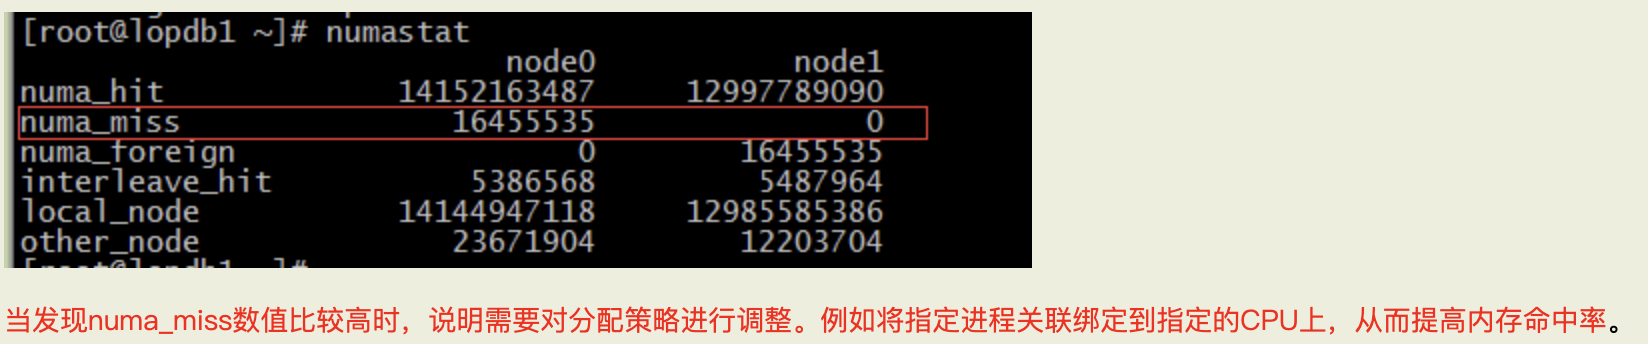 [root@lopdb1 ~]# numastat
node0 node1
numa_hit 14152163487 12997789090
numa_miss 16455535 0
numa_foreign 0 16455535
interleave_hit 5386568 5487964
local_node 14144947118 12985585386
other_node 23671904 12203704
[root@lopdb1 ~]#
当发现numa_miss数值比较高时，说明需要对分配策略进行调整。例如将指定进程关联绑定到指定的CPU上，从而提高内存命中率。